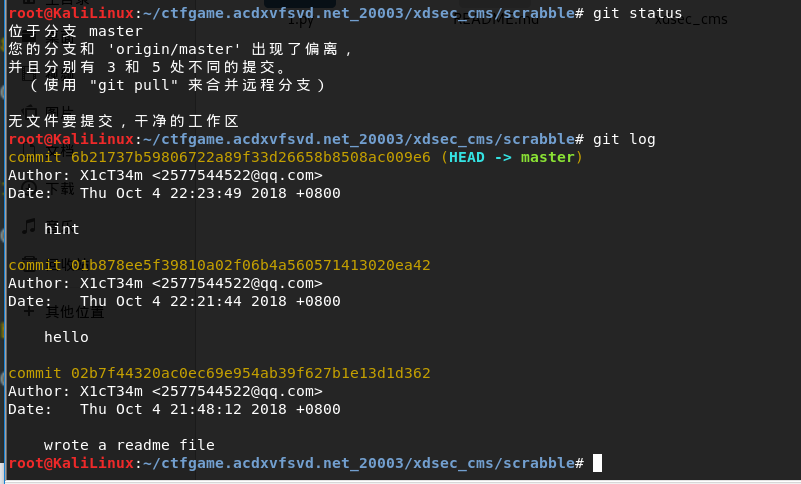 root@KaliLinux:~/ctfgame.acdxvfsvd.net_20003/xdsec_cms/scrabble# git status
位于分支 master
您的分支和 'origin/master' 出现了偏离，
并且分别有 3 和 5 处不同的提交。
（使用 "git pull" 来合并远程分支）
无文件要提交，干净的工作区
root@KaliLinux:~/ctfgame.acdxvfsvd.net_20003/xdsec_cms/scrabble# git log
commit 6b21737b59806722a89f33d26658b8508ac009e6 (HEAD -> master)
Author: X1cT34m <2577544522@qq.com>
Date:   Thu Oct 4 22:23:49 2018 +0800
hint
commit 01b878ee5f39810a02f06b4a560571413020ea42
Author: X1cT34m <2577544522@qq.com>
Date:   Thu Oct 4 22:21:44 2018 +0800
其他位置
hello
commit 02b7f44320ac0ec69e954ab39f627b1e13d1d362
Author: X1cT34m <2577544522@qq.com>
Date:   Thu Oct 4 21:48:12 2018 +0800
wrote a readme file
root@KaliLinux:~/ctfgame.acdxvfsvd.net_20003/xdsec_cms/scrabble#